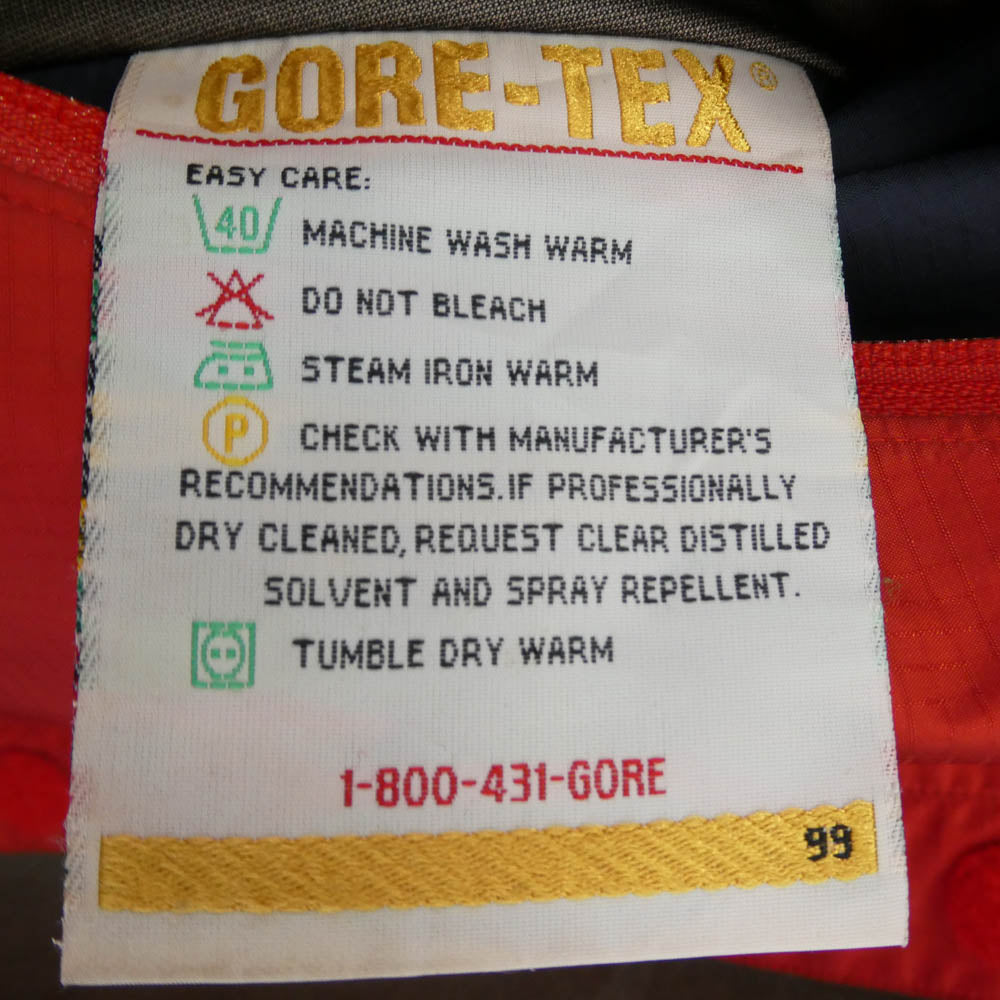 GORE-TEX®
EASY CARE:
40 MACHINE WASH WARM
DO NOT BLEACH
STEAM IRON WARM
P CHECK WITH MANUFACTURER'S
RECOMMENDATIONS.IF PROFESSIONALLY
DRY CLEANED, REQUEST CLEAR DISTILLED
SOLVENT AND SPRAY REPELLENT.
TUMBLE DRY WARM
1-800-431-GORE
99